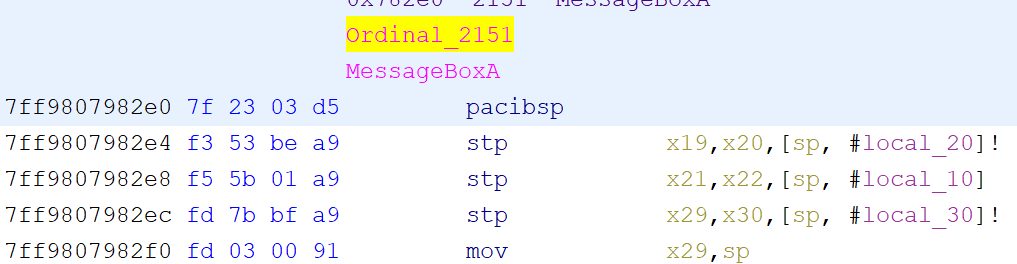 0x782e0 2151 MessageBoxA
Ordinal_2151
MessageBoxA
7ff9807982e0 7f 23 03 d5 pacibsp
7ff9807982e4 f3 53 be a9 stp x19,x20,[sp, #local_20]!
7ff9807982e8 f5 5b 01 a9 stp x21,x22,[sp, #local_10]
7ff9807982ec fd 7b bf a9 stp x29,x30,[sp, #local_30]!
7ff9807982f0 fd 03 00 91 mov x29,sp